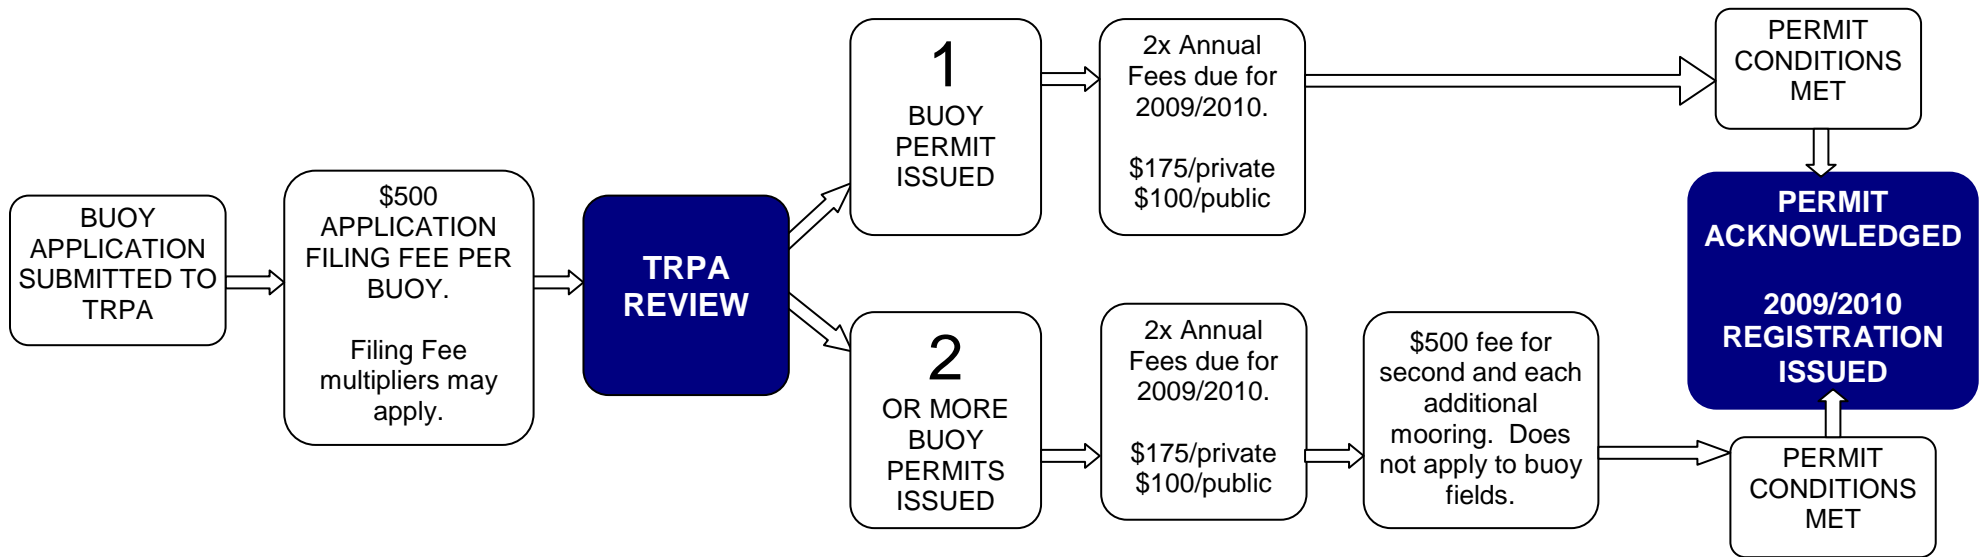 BUOY
APPLICATION
SUBMITTED TO
TRPA
$500
APPLICATION
FILING FEE PER
BUOY.
Filing Fee
multipliers may
apply.
TRPA
REVIEW
1
BUOY
PERMIT
ISSUED
2x Annual
Fees due for
2009/2010.
$175/private
$100/public
PERMIT
CONDITIONS
MET
2
OR MORE
BUOY
PERMITS
ISSUED
2x Annual
Fees due for
2009/2010.
$175/private
$100/public
$500 fee for
second and each
additional
mooring.  Does
not apply to buoy
fields.
PERMIT
CONDITIONS
MET
PERMIT
ACKNOWLEDGED
2009/2010
REGISTRATION
ISSUED